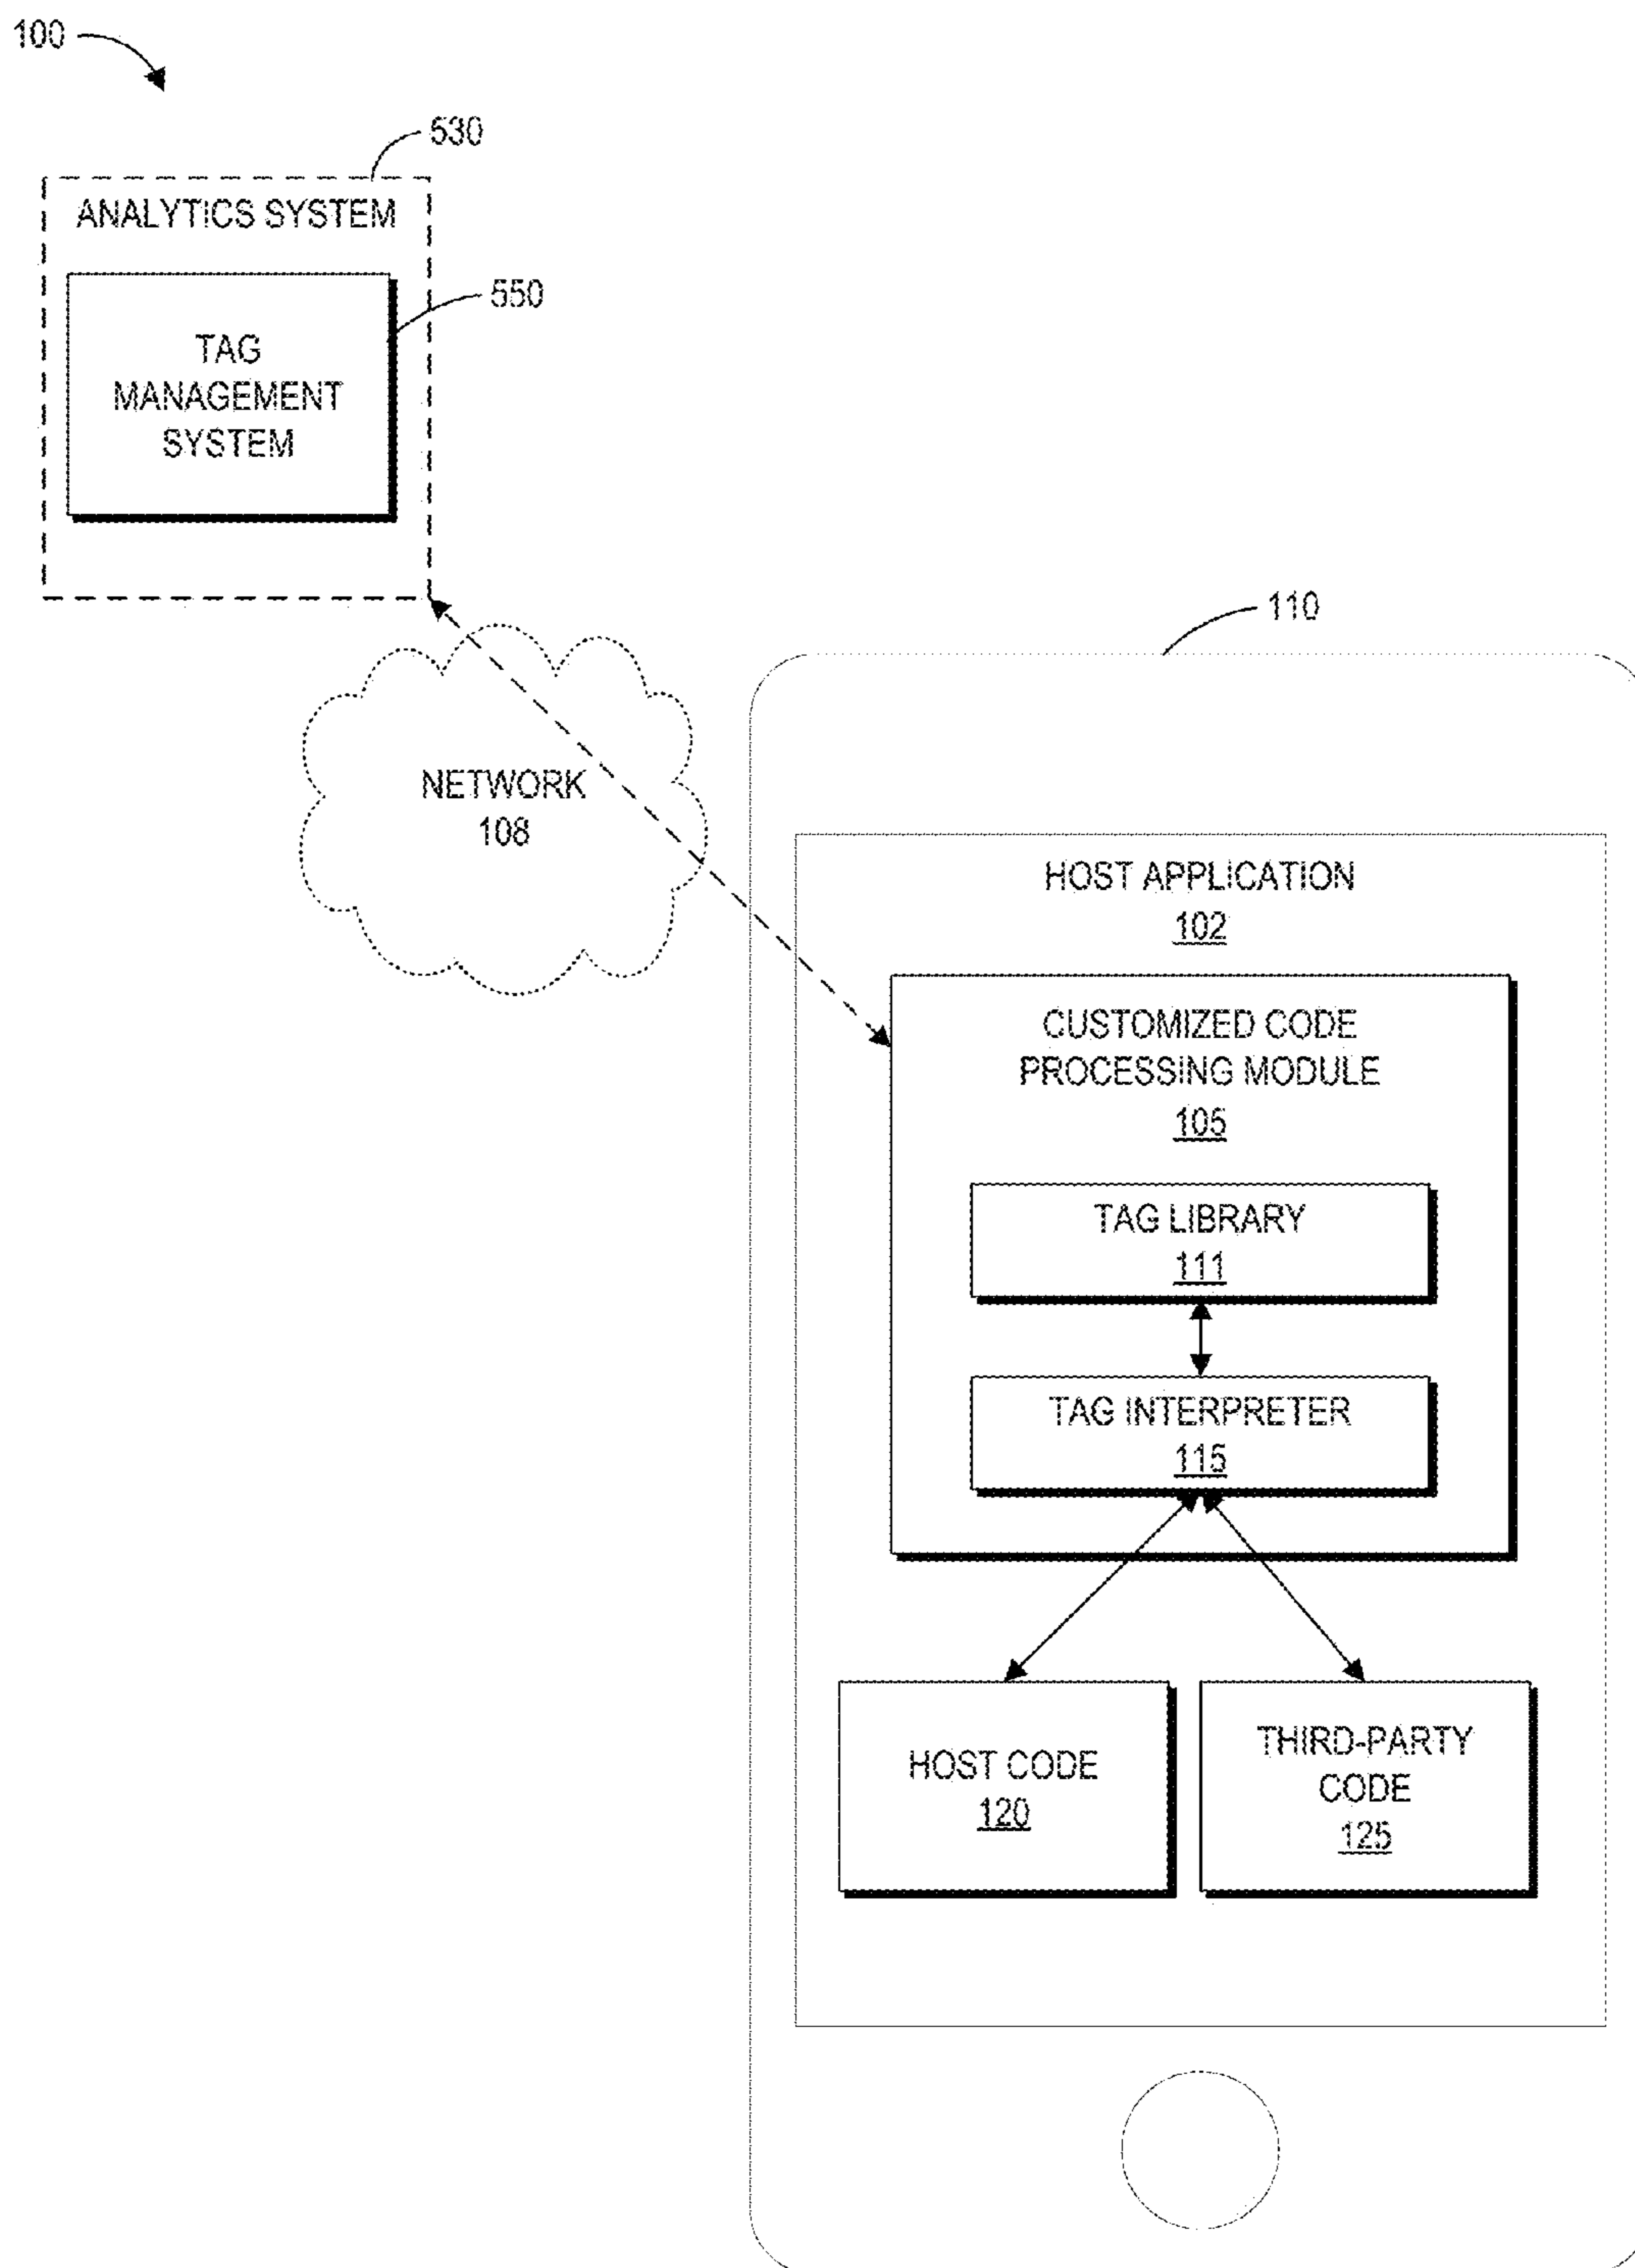 100
530
ANALYTICS SYSTEM
550
TAG
MANAGEMENT
SYSTEM
110
NETWORK
108
HOST APPLICATION
102
CUSTOMIZED CODE
PROCESSING MODULE
105
TAG LIBRARY
111
TAG INTERPRETER
115
HOST CODE
120
THIRD-PARTY
CODE
125